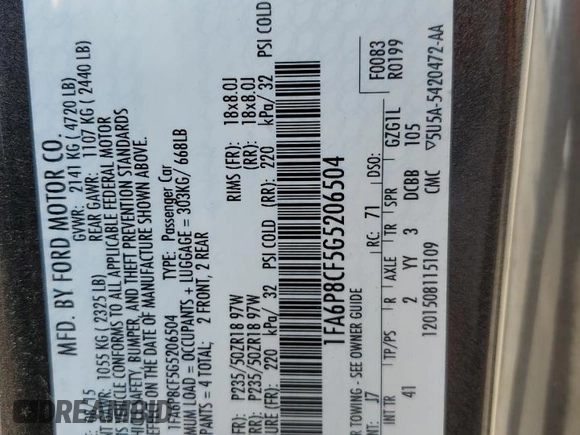 MFD. BY FORD MOTOR CO.
GVWR: 2141 KG ( 4720 LB)
1055 KG ( 2325 LB) REAR GAWR: 1107 KG ( 2440 LB)
VEHICLE CONFORMS TO ALL APPLICABLE FEDERAL MOTOR
SAFETY, BUMPER, AND THEFT PREVENTION STANDARDS
EFFECT ON THE DATE OF MANUFACTURE SHOWN ABOVE.
1FA6P8CF5G5206504 TYPE: Passenger Car
LOAD = OCCUPANTS + LUGGAGE = 303KG/ 668LB
= 4 TOTAL; 2 FRONT, 2 REAR
P235/50ZR18 97W RIMS (FR): 18x8.0J
P235/50ZR18 97W (RR): 18x8.0J
(FR): 220 kPa/ 32 PSI COLD (RR): 220 kPa/ 32 PSI COLD
1FA6P8CF5G5206504
TOWING - SEE OWNER GUIDE
F0083
R0199
J7 RC: 71 DSO:
INT TR TP/PS R AXLE TR SPR GZG1L
41 2 YY 3 DCBB 105
1201508115109 CMC ▽5U5A-5420472-AA
DREAMBID